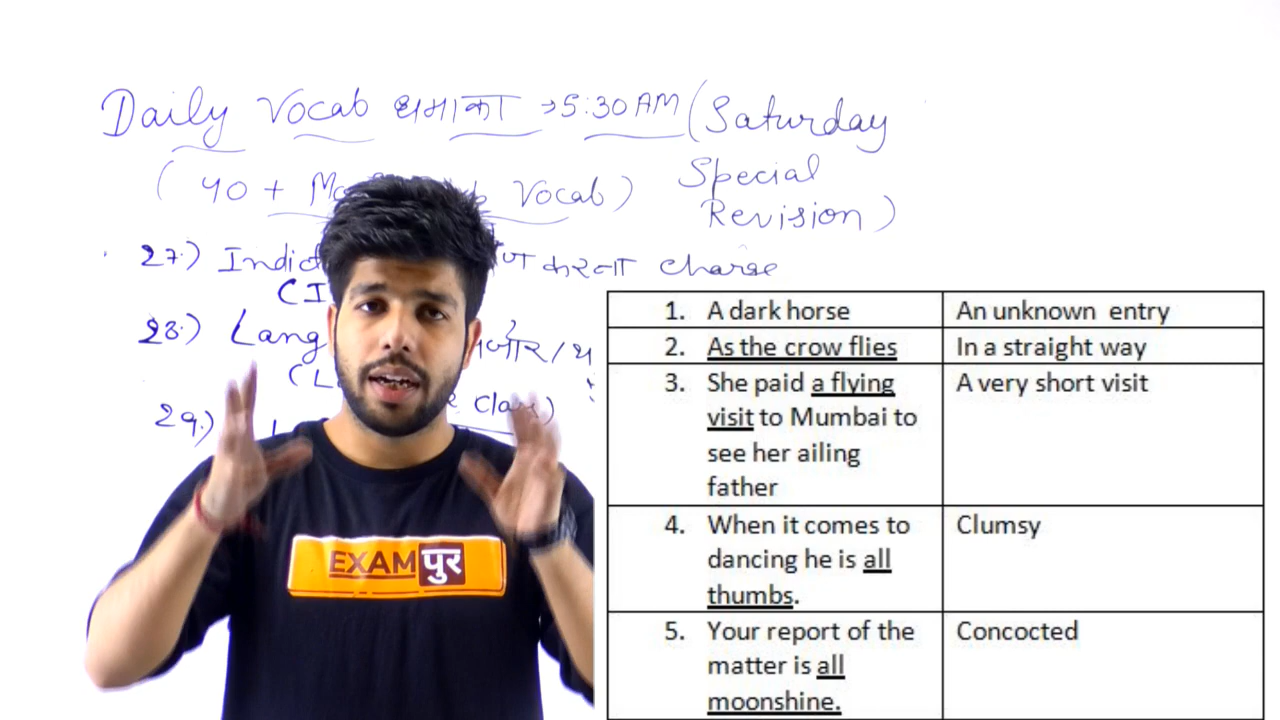 Daily Vocab धमाका →5:30 AM (Saturday
( 40 + Vocab) Special
Revision)
27.) करना charge
28.) Lang
29.)
EXAMपुर
1. A dark horse An unknown entry
2. As the crow flies In a straight way
3. She paid a flying A very short visit
visit to Mumbai to
see her ailing
father
4. When it comes to Clumsy
dancing he is all
thumbs.
5. Your report of the Concocted
matter is all
moonshine.